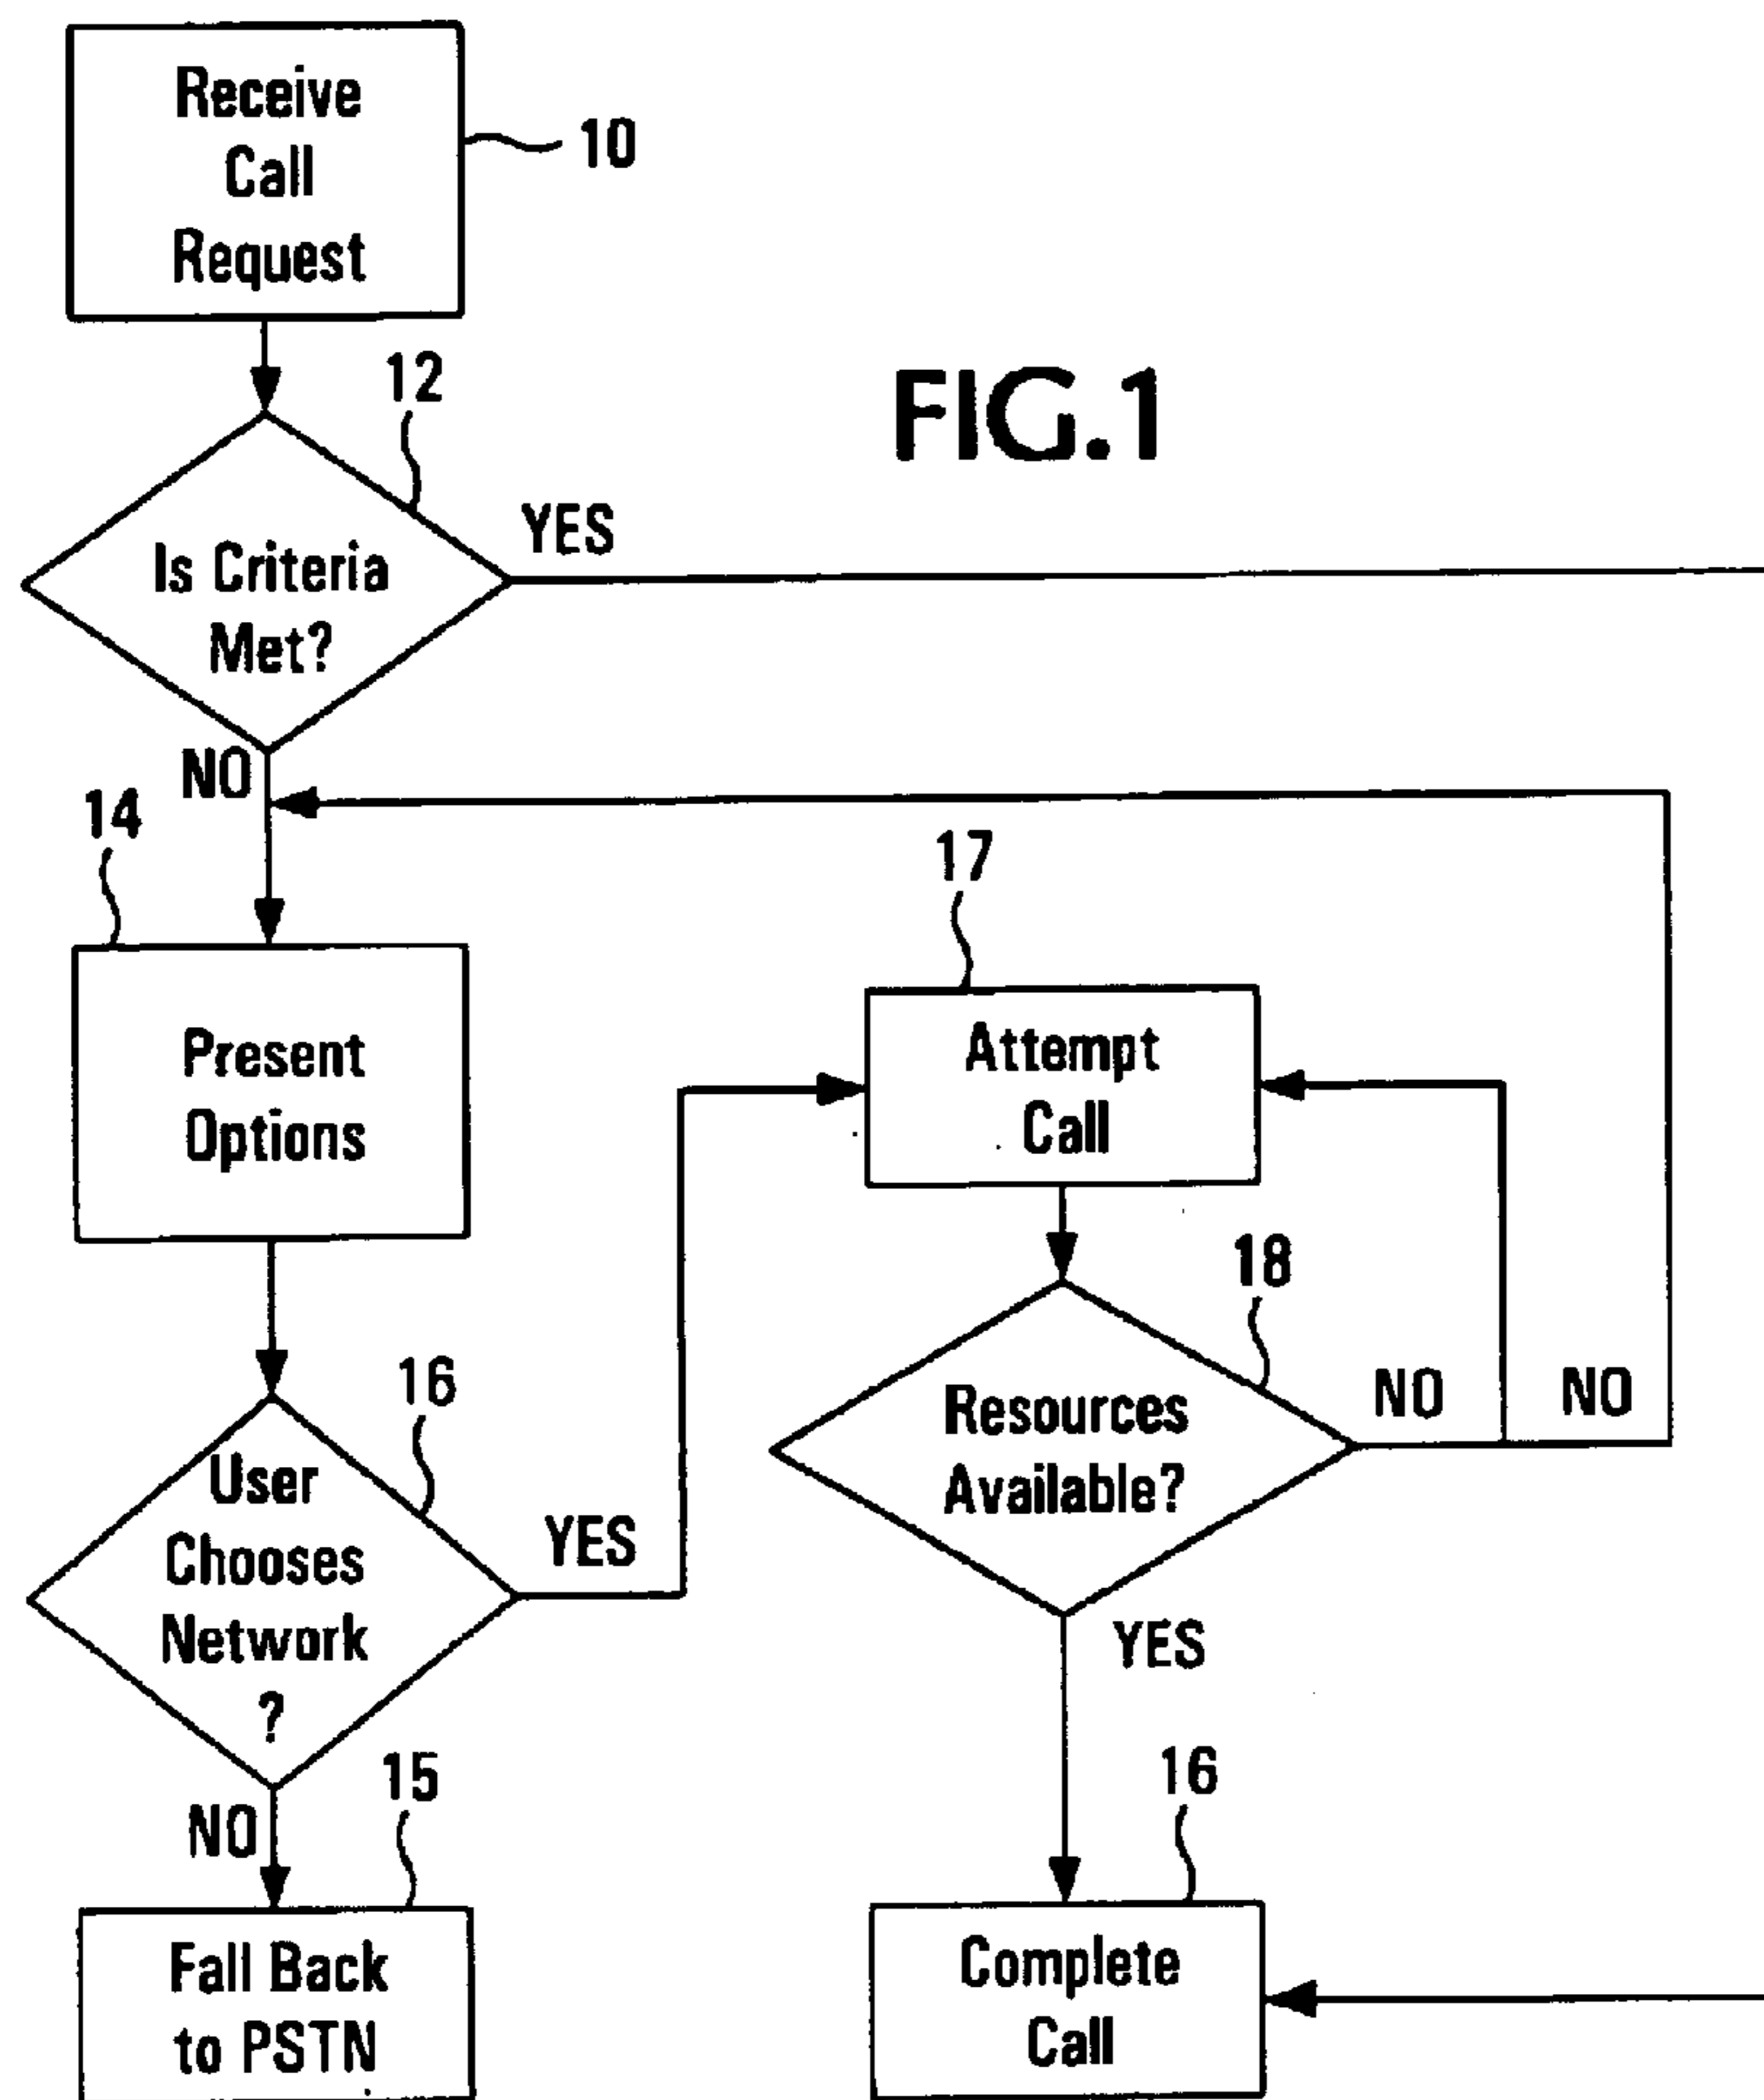 Receive
Call
Request
10
12
FIG.1
Is Criteria
Met?
YES
NO
14
Present
Options
17
Attempt
Call
16
User
Chooses
Network
?
YES
18
Resources
Available?
NO
NO
YES
NO
15
Fall Back
to PSTN
16
Complete
Call